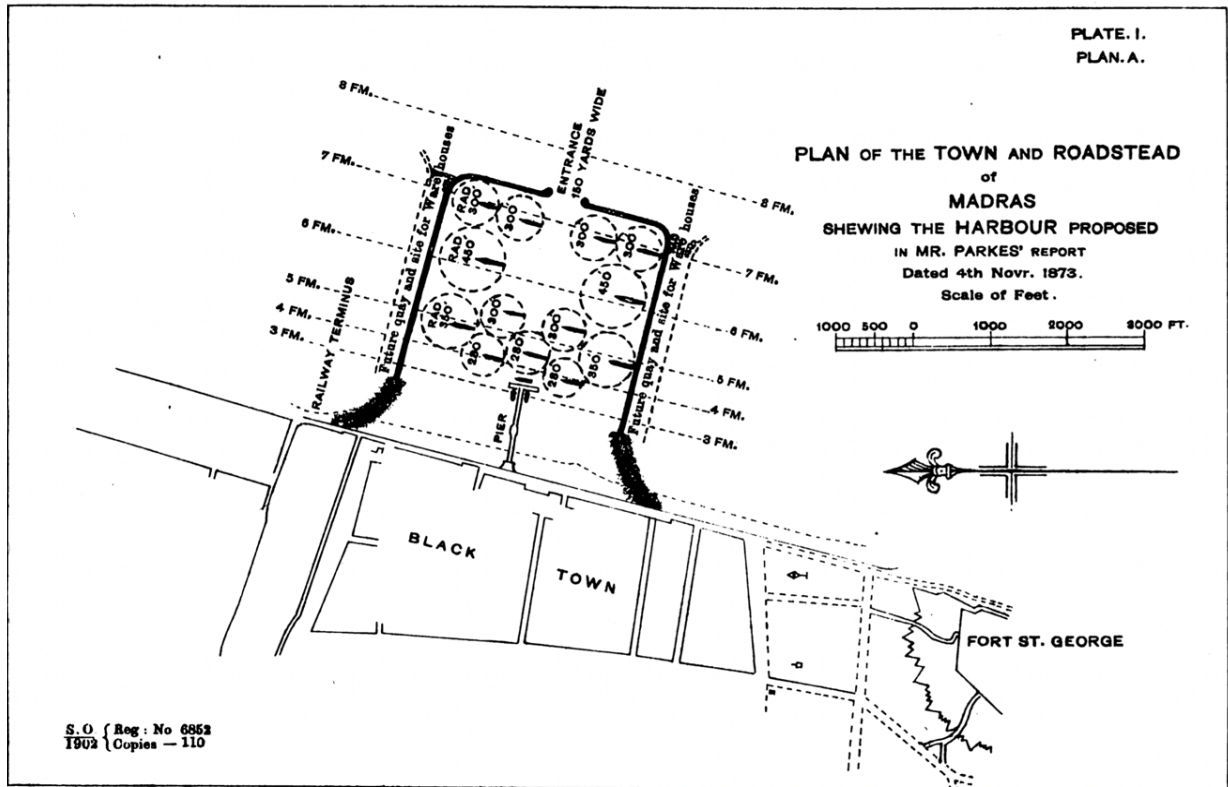 PLATE. I.
PLAN. A.
PLAN OF THE TOWN AND ROADSTEAD
of
MADRAS
SHEWING THE HARBOUR PROPOSED
IN MR. PARKES' REPORT
Dated 4th Novr. 1873.
Scale of Feet.
1000 500 0 1000 2000 3000 FT.
8 FM.
7 FM.
6 FM.
5 FM.
4 FM.
3 FM.
8 FM.
7 FM.
6 FM.
5 FM.
4 FM.
3 FM.
ENTRANCE
150 YARDS WIDE
Future quay and site for Warehouses
Future quay and site for Ware houses
RAILWAY TERMINUS
RAD
300'
300'
300'
300'
RAD
450'
450'
RAD
350'
300'
300'
280'
280'
280'
350'
PIER
BLACK
TOWN
FORT ST. GEORGE
S.O
1902
Reg : No 6852
Copies — 110